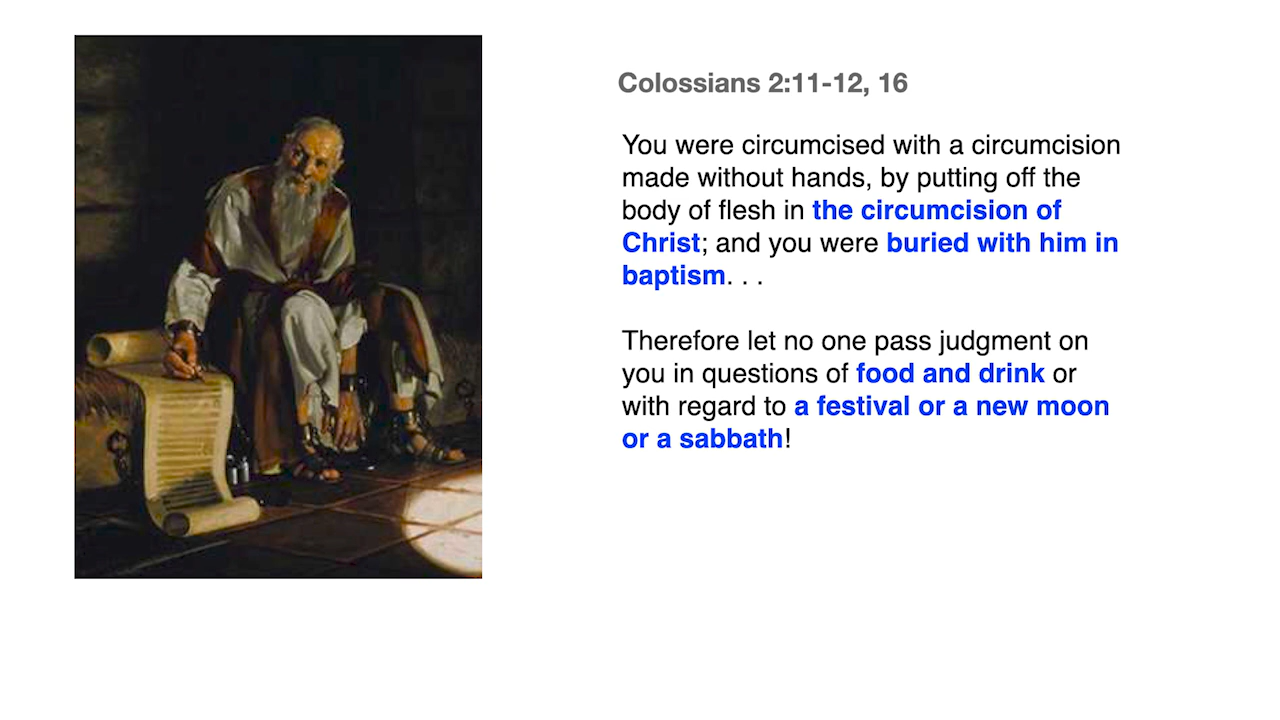 Colossians 2:11-12, 16
You were circumcised with a circumcision
made without hands, by putting off the
body of flesh in the circumcision of
Christ; and you were buried with him in
baptism. . .
Therefore let no one pass judgment on
you in questions of food and drink or
with regard to a festival or a new moon
or a sabbath!